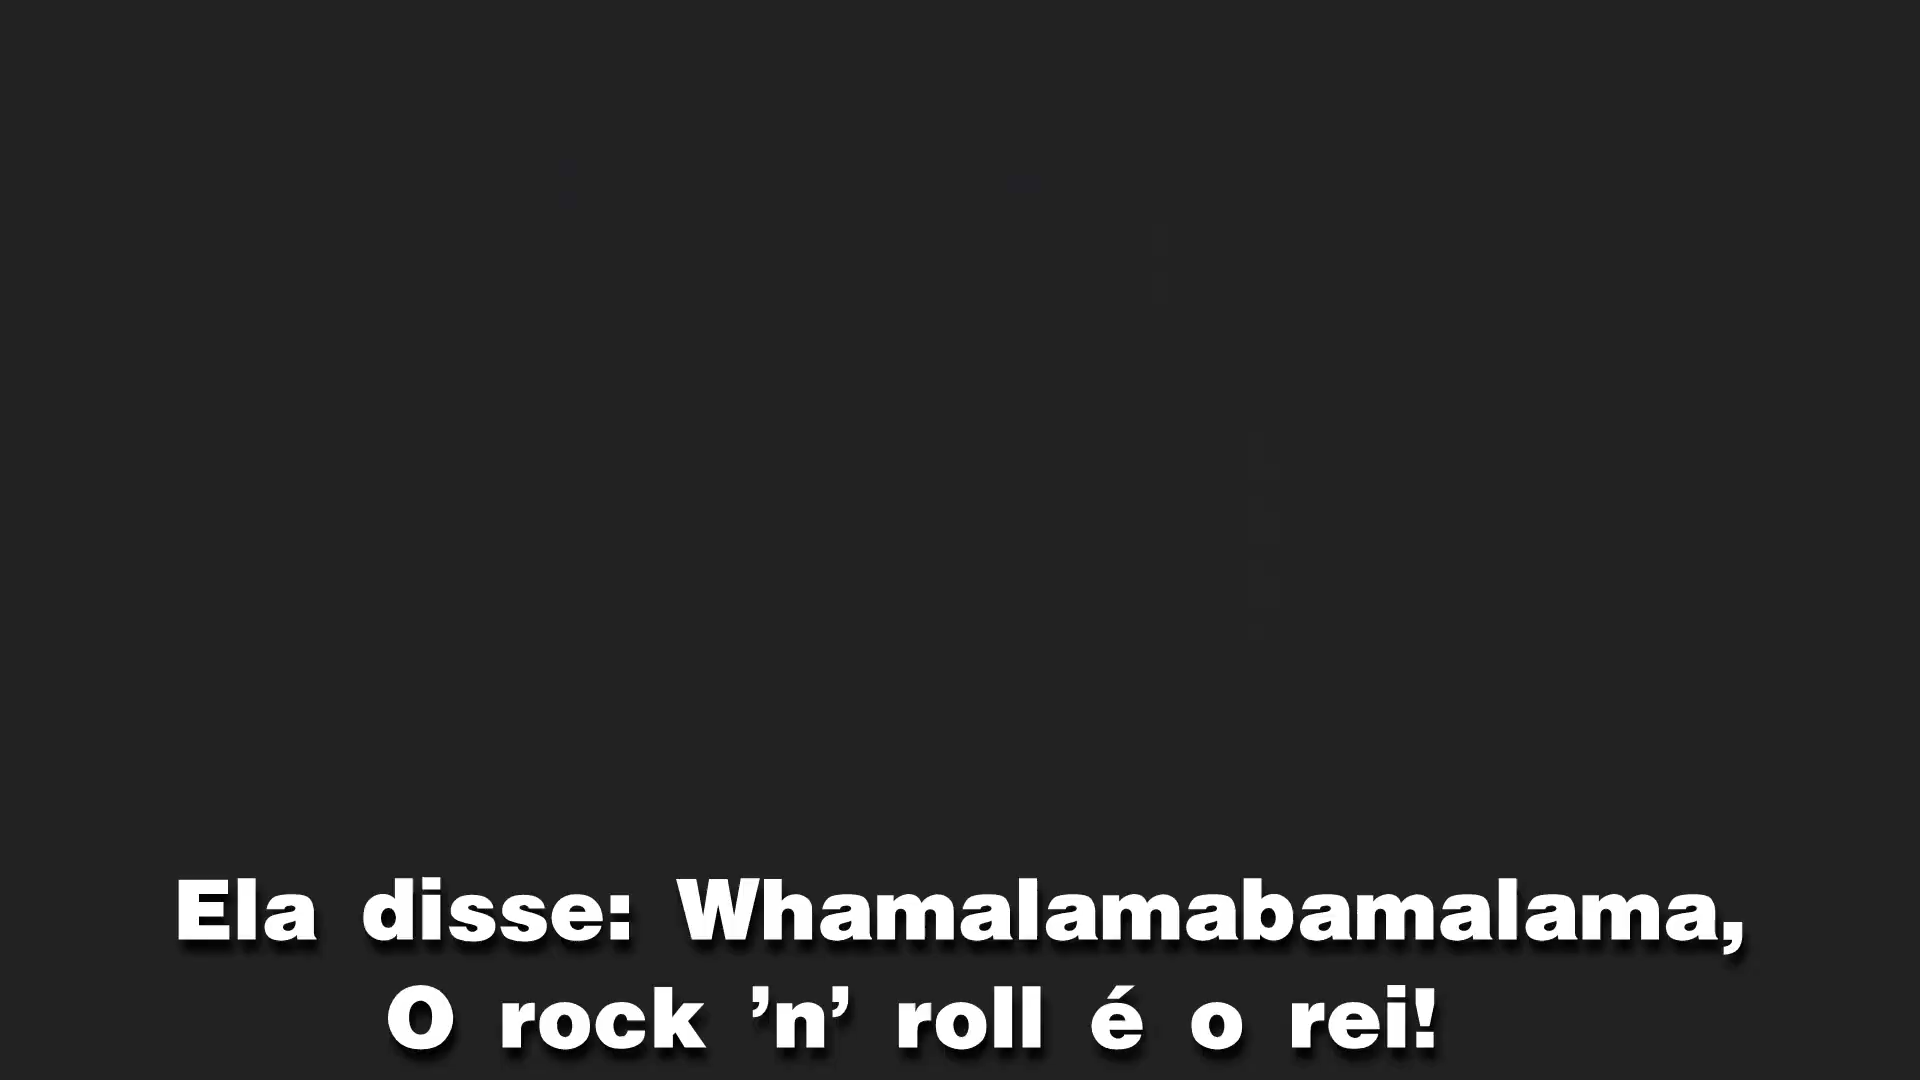 Ela disse: Whamalamabamalama,
O rock ’n’ roll é o rei!